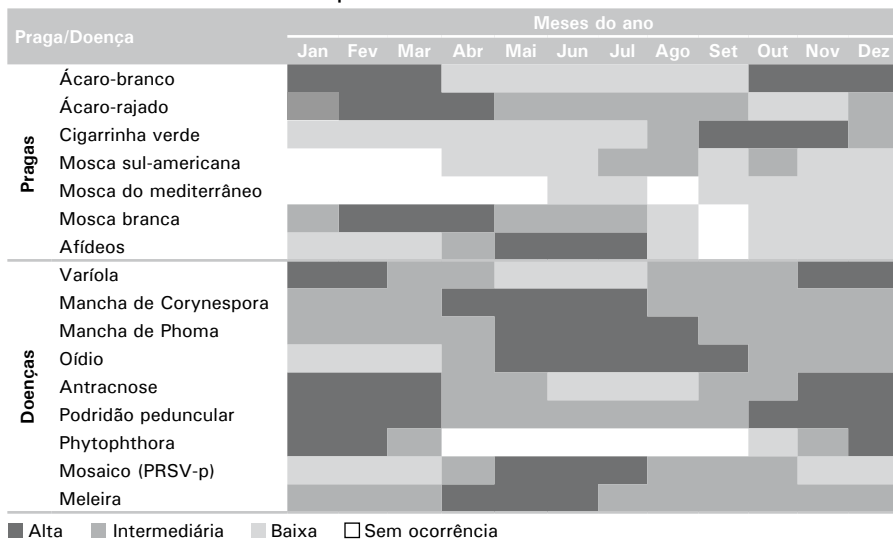 Praga/Doença
Meses do ano
Jan Fev Mar Abr Mai Jun Jul Ago Set Out Nov Dez
Pragas
Ácaro-branco
Ácaro-rajado
Cigarrinha verde
Mosca sul-americana
Mosca do mediterrâneo
Mosca branca
Afídeos
Doenças
Varíola
Mancha de Corynespora
Mancha de Phoma
Oídio
Antracnose
Podridão peduncular
Phytophthora
Mosaico (PRSV-p)
Meleira
Alta Intermediária Baixa Sem ocorrência